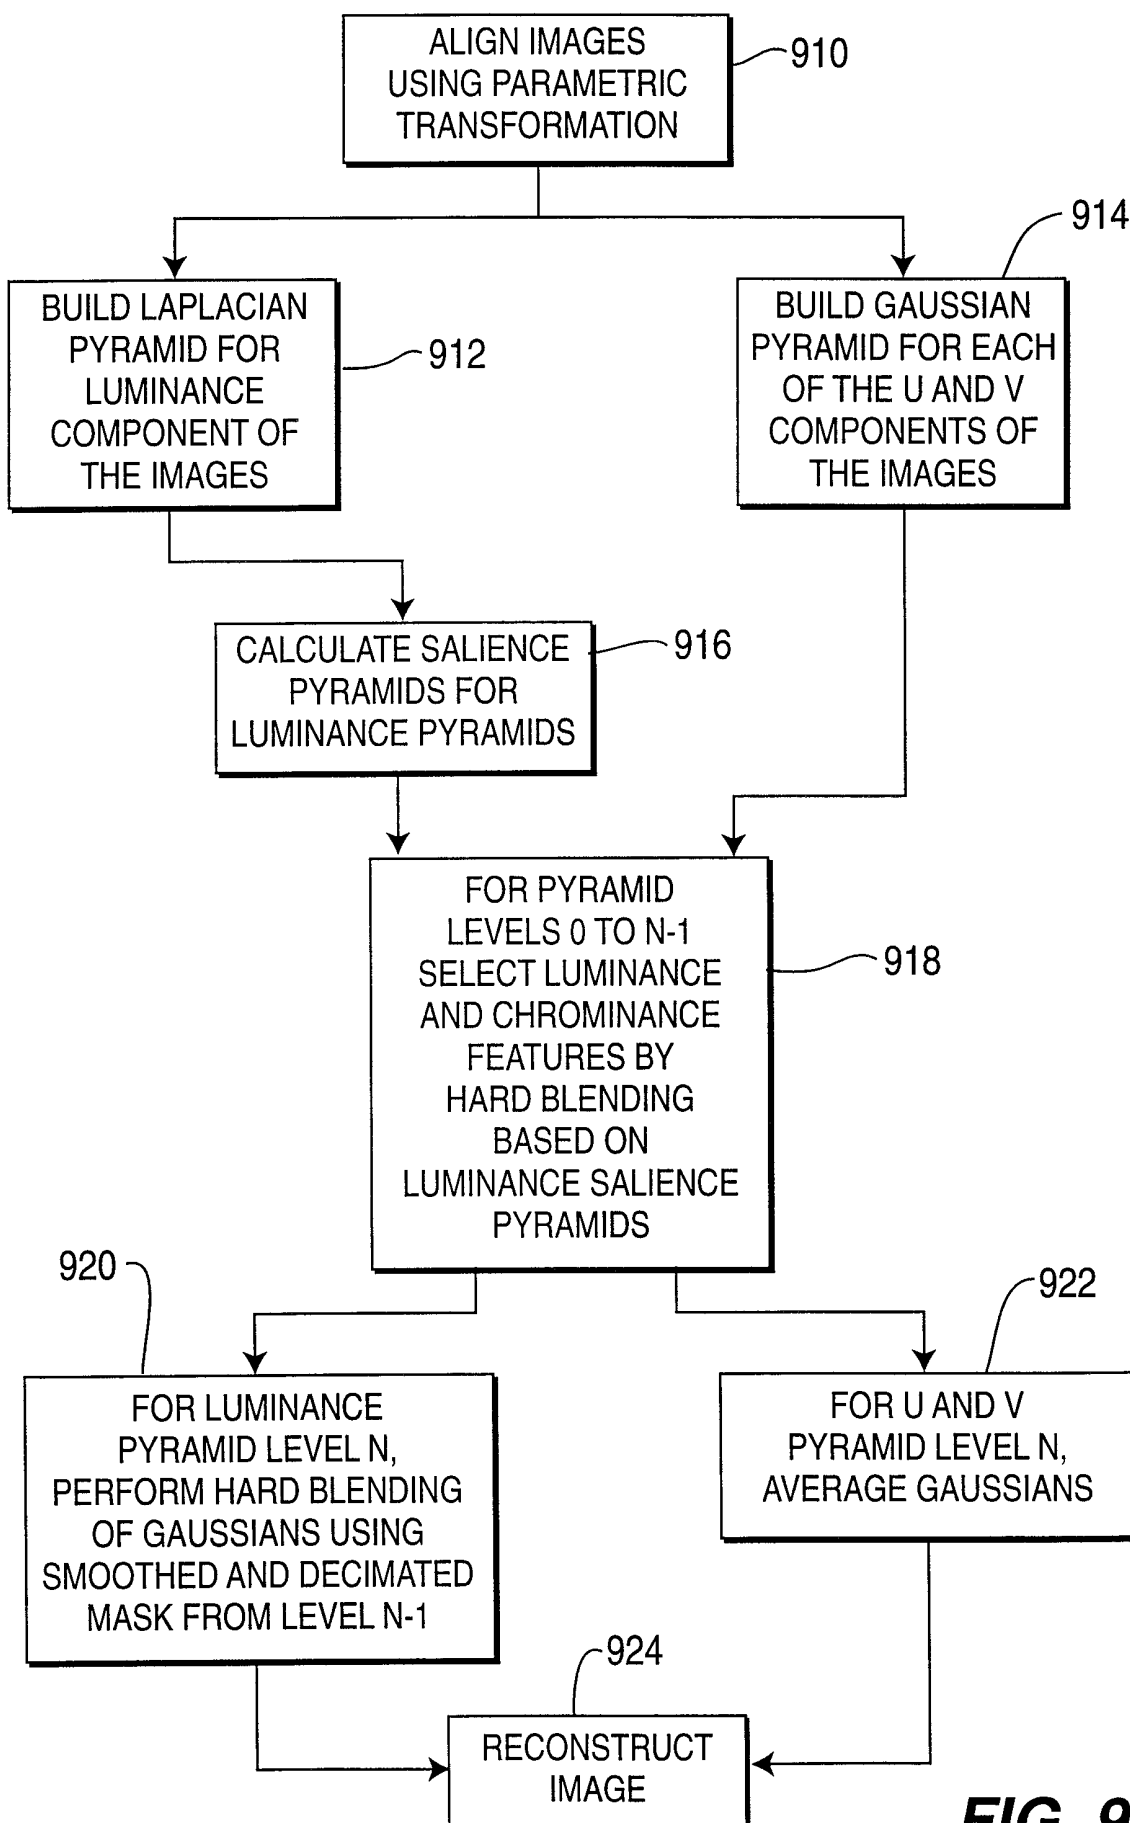 ALIGN IMAGES
USING PARAMETRIC
TRANSFORMATION
910
914
BUILD LAPLACIAN
PYRAMID FOR
LUMINANCE
COMPONENT OF
THE IMAGES
912
BUILD GAUSSIAN
PYRAMID FOR EACH
OF THE U AND V
COMPONENTS OF
THE IMAGES
CALCULATE SALIENCE
PYRAMIDS FOR
LUMINANCE PYRAMIDS
916
FOR PYRAMID
LEVELS 0 TO N-1
SELECT LUMINANCE
AND CHROMINANCE
FEATURES BY
HARD BLENDING
BASED ON
LUMINANCE SALIENCE
PYRAMIDS
918
920
922
FOR LUMINANCE
PYRAMID LEVEL N,
PERFORM HARD BLENDING
OF GAUSSIANS USING
SMOOTHED AND DECIMATED
MASK FROM LEVEL N-1
FOR U AND V
PYRAMID LEVEL N,
AVERAGE GAUSSIANS
924
RECONSTRUCT
IMAGE
FIG. 9